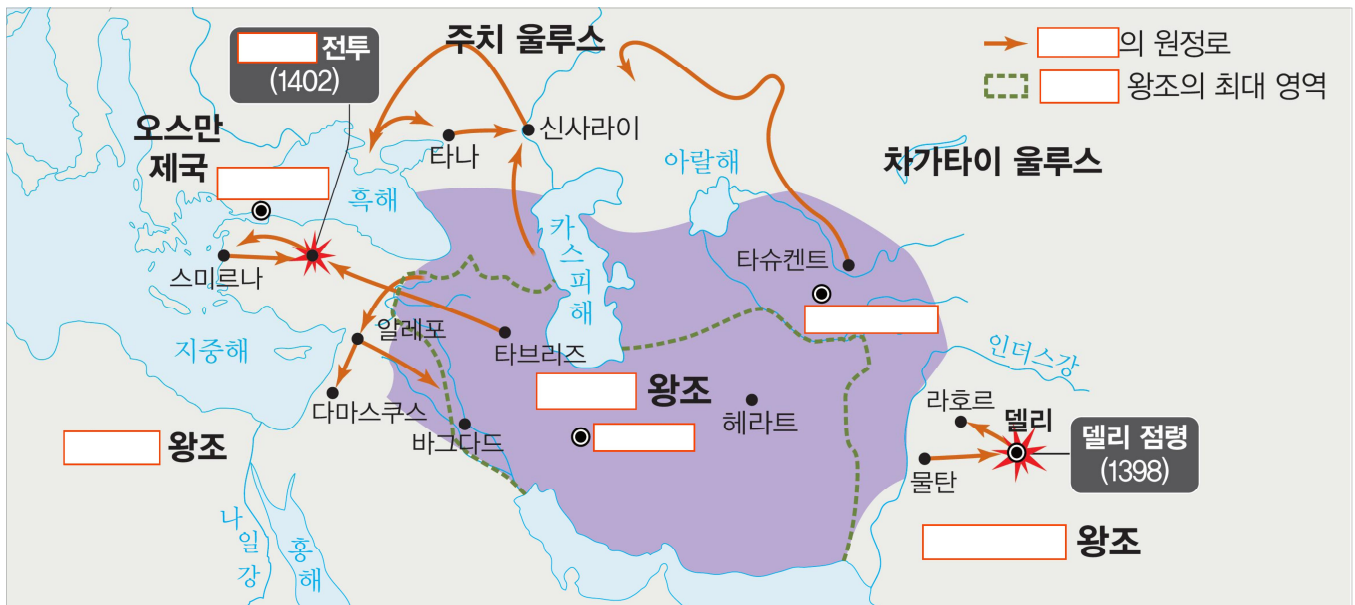 주치 울루스
전투
(1402)
의 원정로
왕조의 최대 영역
오스만
제국
타나
신사라이
차가타이 울루스
아랄해
흑해
카스피해
타슈켄트
스미르나
알레포
타브리즈
지중해
인더스강
왕조
헤라트
다마스쿠스
바그다드
라호르
델리
델리 점령
(1398)
물탄
왕조
왕조
나일강
홍해